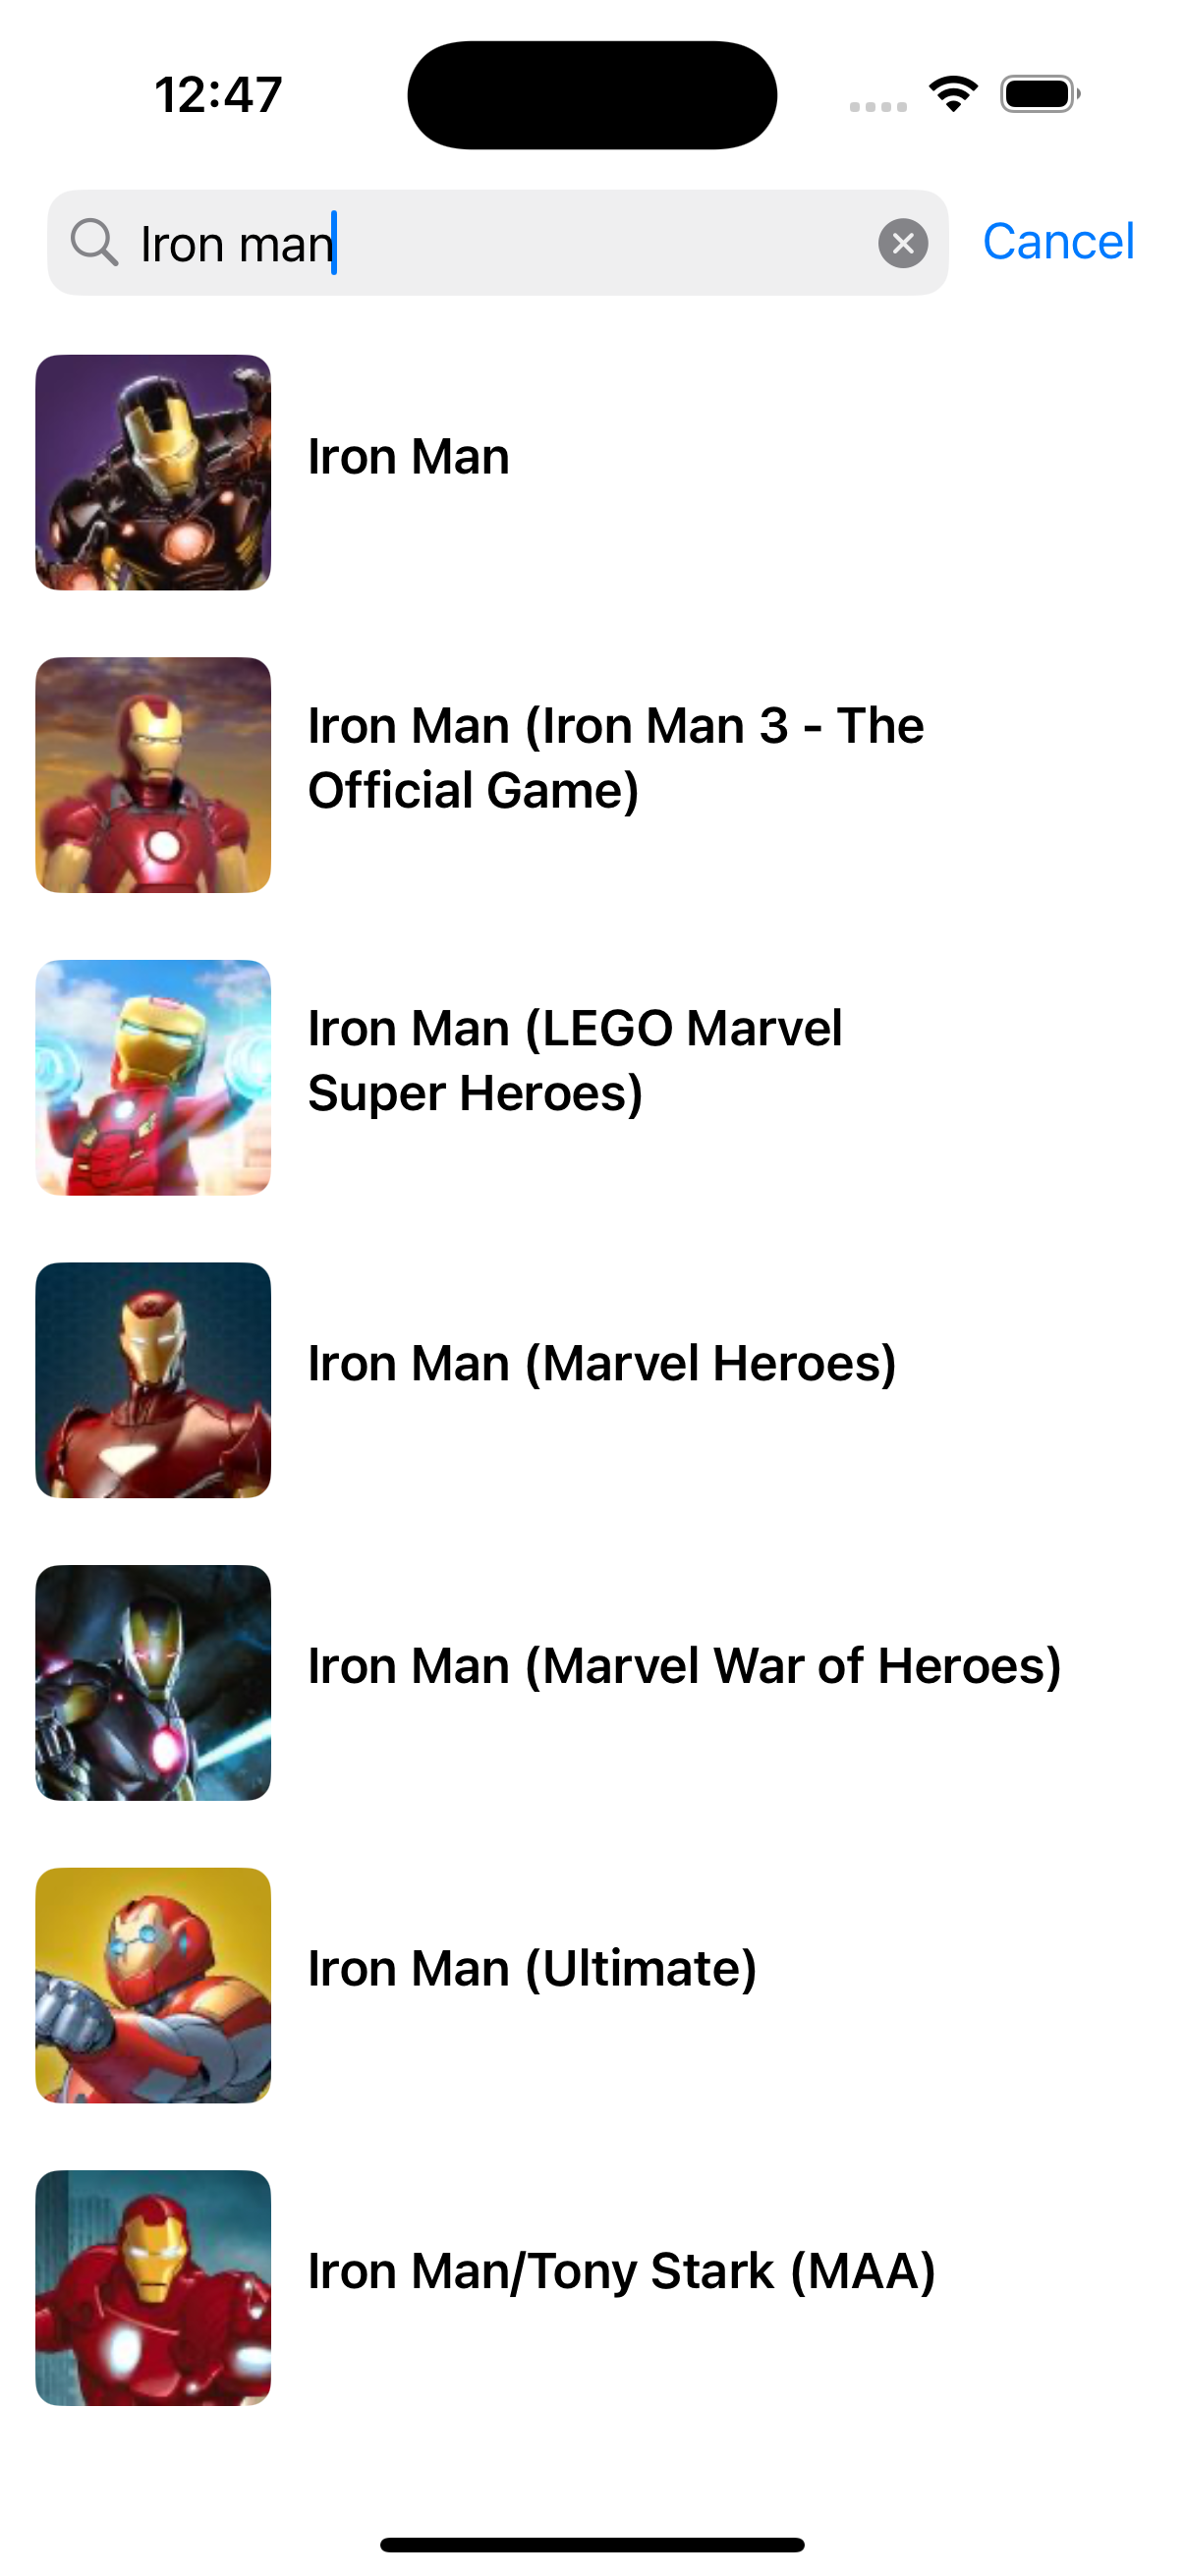 12:47
Iron man
Cancel
Iron Man
Iron Man (Iron Man 3 - The
Official Game)
Iron Man (LEGO Marvel
Super Heroes)
Iron Man (Marvel Heroes)
Iron Man (Marvel War of Heroes)
Iron Man (Ultimate)
Iron Man/Tony Stark (MAA)